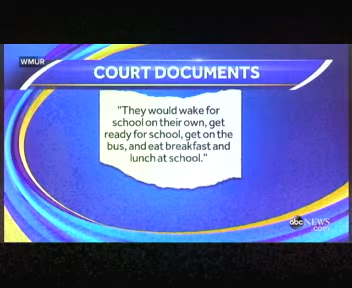 WMUR
COURT DOCUMENTS
"They would wake for
school on their own, get
ready for school, get on the
bus, and eat breakfast and
lunch at school."
abc NEWS
.com